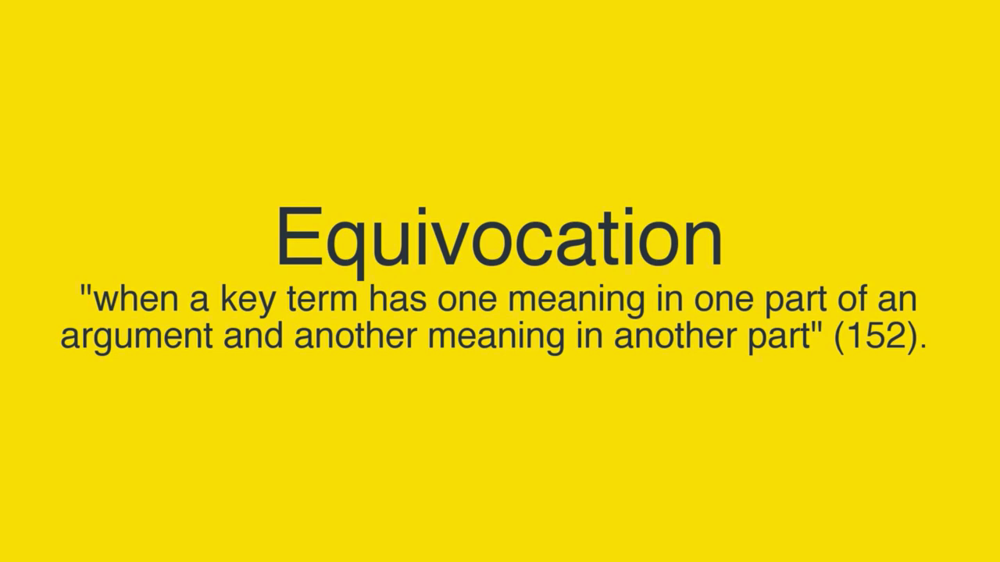 Equivocation
"when a key term has one meaning in one part of an
argument and another meaning in another part" (152).